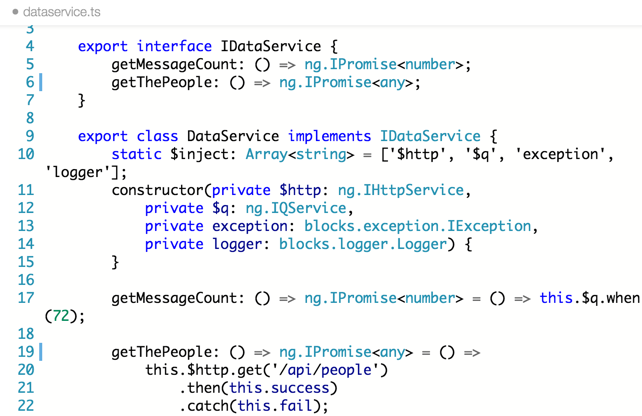 dataservice.ts
3
4 export interface IDataService {
5 getMessageCount: () => ng.IPromise<number>;
6 getThePeople: () => ng.IPromise<any>;
7 }
8
9 export class DataService implements IDataService {
10 static $inject: Array<string> = ['$http', '$q', 'exception',
'logger'];
11 constructor(private $http: ng.IHttpService,
12 private $q: ng.IQService,
13 private exception: blocks.exception.IException,
14 private logger: blocks.logger.Logger) {
15 }
16
17 getMessageCount: () => ng.IPromise<number> = () => this.$q.when
(72);
18
19 getThePeople: () => ng.IPromise<any> = () =>
20 this.$http.get('/api/people')
21 .then(this.success)
22 .catch(this.fail);